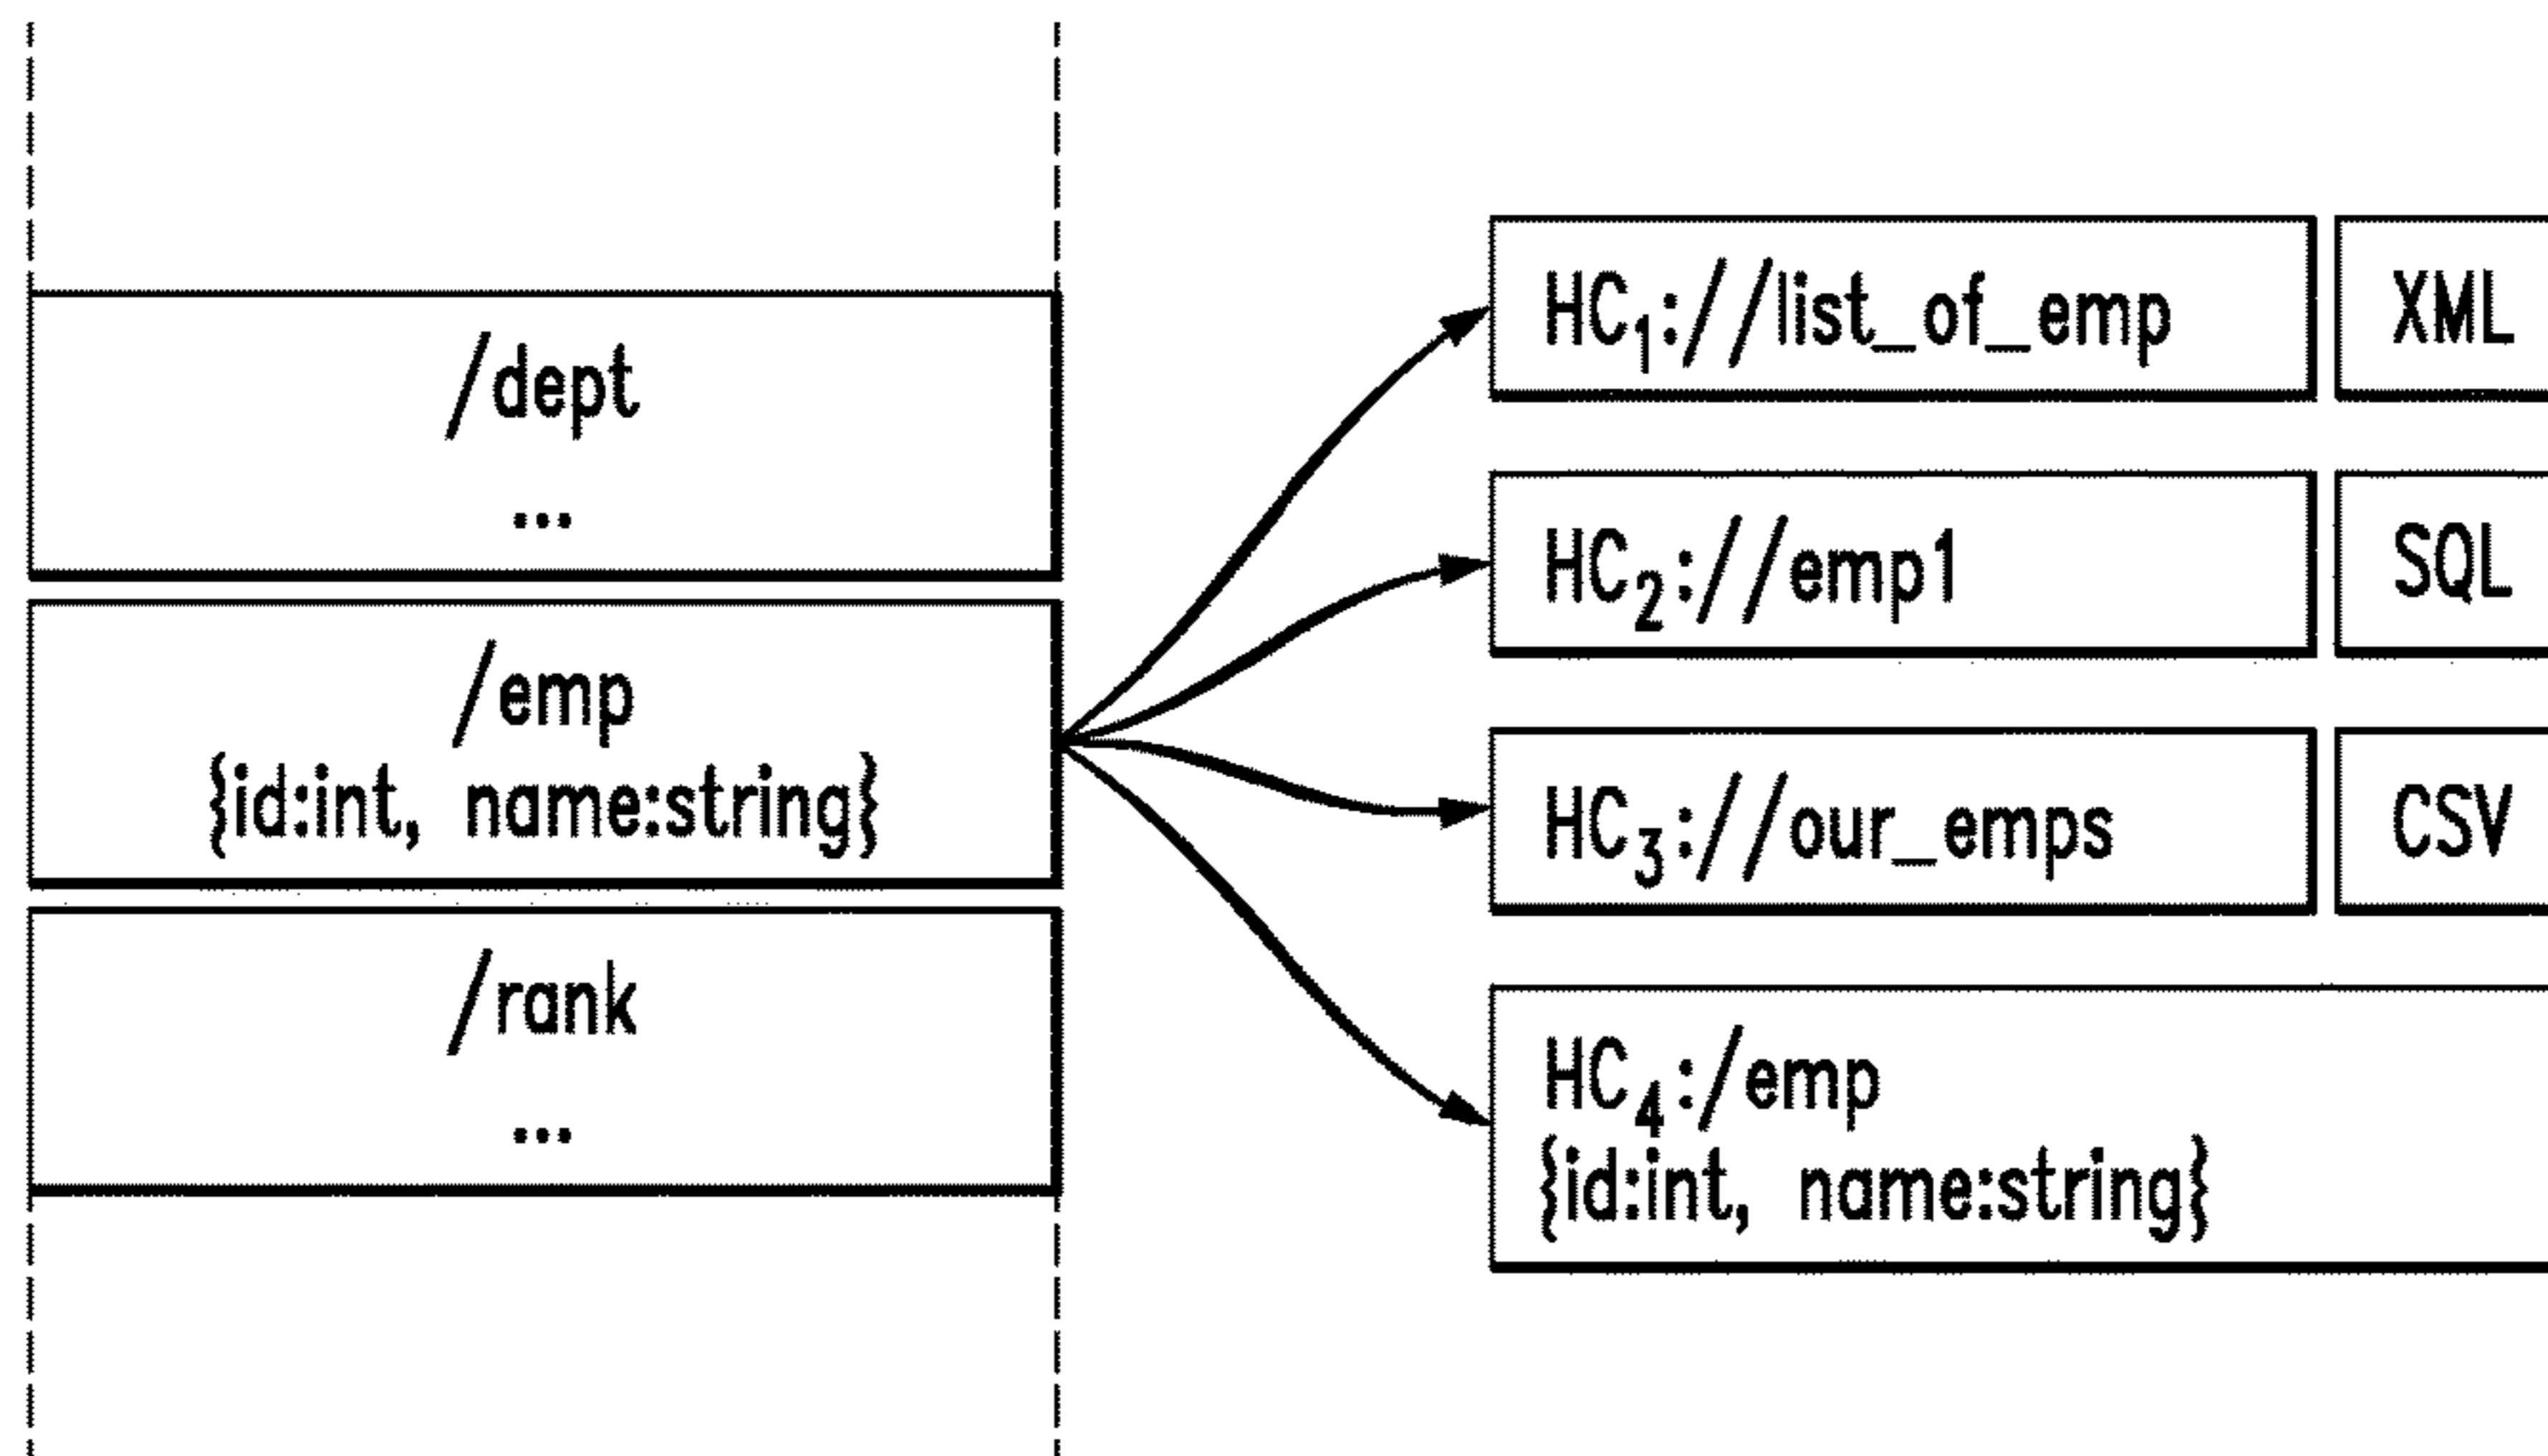 /dept
...
/emp
{id:int, name:string}
/rank
...
HC₁://list_of_emp
XML
HC₂://emp1
SQL
HC₃://our_emps
CSV
HC₄:/emp
{id:int, name:string}